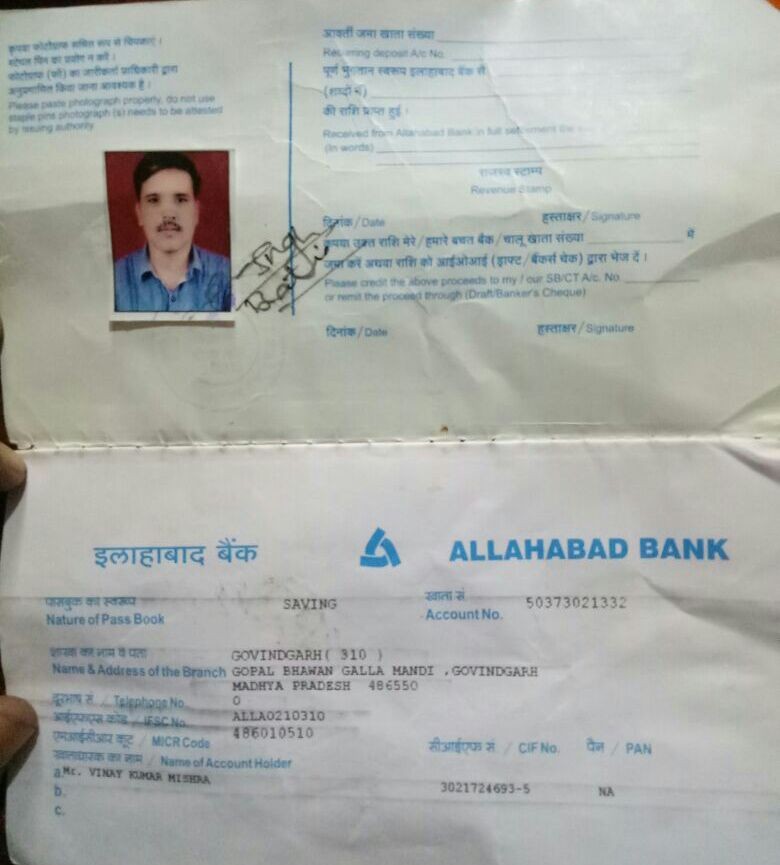 कृपया फोटोग्राफ उचित रूप से चिपकाएं ।
स्टेपल पिन का प्रयोग न करें ।
फोटोग्राफ (फों) का जारीकर्ता प्राधिकारी द्वारा
अनुप्रमाणित किया जाना आवश्यक है ।
Please paste photograph properly, do not use
staple pins photograph (s) needs to be attested
by issuing authority
आवर्ती जमा खाता संख्या
Recurring deposit A/c No.
पूर्ण भुगतान स्वरूप इलाहाबाद बैंक से
(शब्दों में)
की राशि प्राप्त हुई ।
Received from Allahabad Bank in full settlement the
(In words)
राजस्व स्टाम्प
Revenue Stamp
दिनांक / Date हस्ताक्षर / Signature
कृपया उक्त राशि मेरे / हमारे बचत बैंक / चालू खाता संख्या में
जमा करें अथवा राशि को आईओआई (ड्राफ्ट / बैंकर्स चेक) द्वारा भेज दें ।
Please credit the above proceeds to my / our SB/CT A/c. No.
or remit the proceed through (Draft/Banker's Cheque)
दिनांक / Date हस्ताक्षर / Signature
इलाहाबाद बैंक ALLAHABAD BANK
पासबुक का स्वरूप SAVING खाता सं 50373021332
Nature of Pass Book Account No.
शाखा का नाम व पता GOVINDGARH( 310 )
Name & Address of the Branch GOPAL BHAWAN GALLA MANDI ,GOVINDGARH
MADHYA PRADESH 486550
दूरभाष सं / Telephone No. 0
आईएफएस कोड / IFSC No. ALLA0210310
एमआईसीआर कूट / MICR Code 486010510
सीआईएफ सं / CIF No. पैन / PAN
खाताधारक का नाम / Name of Account Holder
a. Mr. VINAY KUMAR MISHRA
b. 3021724693-5 NA
c.